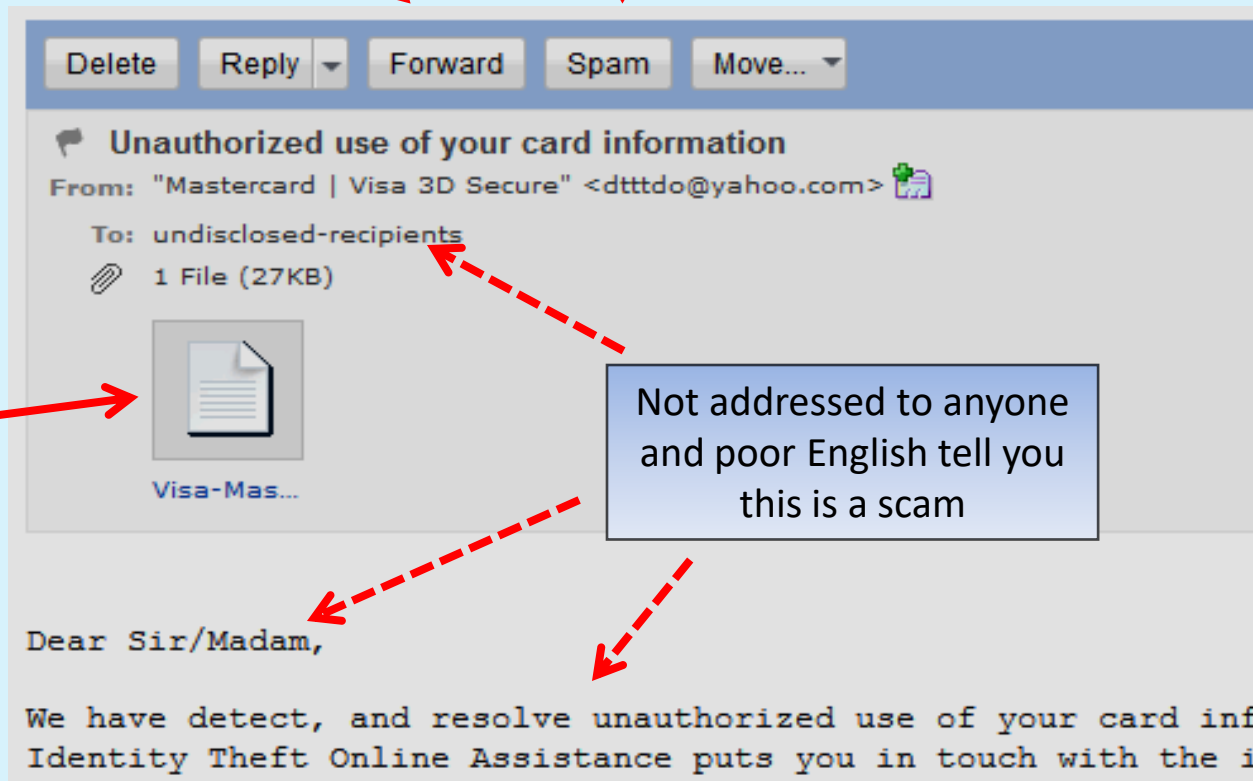 Delete Reply Forward Spam Move...
Unauthorized use of your card information
From: "Mastercard | Visa 3D Secure" <dtttdo@yahoo.com>
To: undisclosed-recipients
1 File (27KB)
Visa-Mas...
Not addressed to anyone
and poor English tell you
this is a scam
Dear Sir/Madam,
We have detect, and resolve unauthorized use of your card inf
Identity Theft Online Assistance puts you in touch with the i